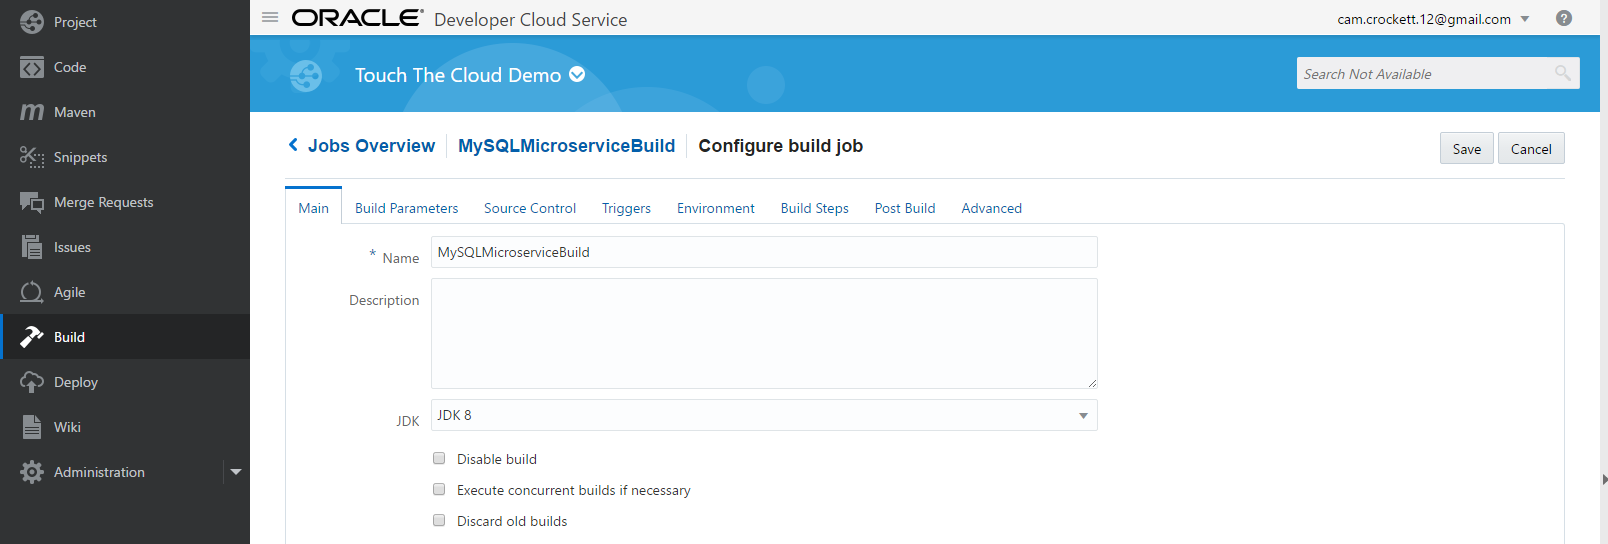 Project
Code
Maven
Snippets
Merge Requests
Issues
Agile
Build
Deploy
Wiki
Administration
ORACLE® Developer Cloud Service
cam.crockett.12@gmail.com
?
Touch The Cloud Demo
Search Not Available
Jobs Overview MySQLMicroserviceBuild Configure build job
Save Cancel
Main Build Parameters Source Control Triggers Environment Build Steps Post Build Advanced
* Name MySQLMicroserviceBuild
Description
JDK JDK 8
Disable build
Execute concurrent builds if necessary
Discard old builds